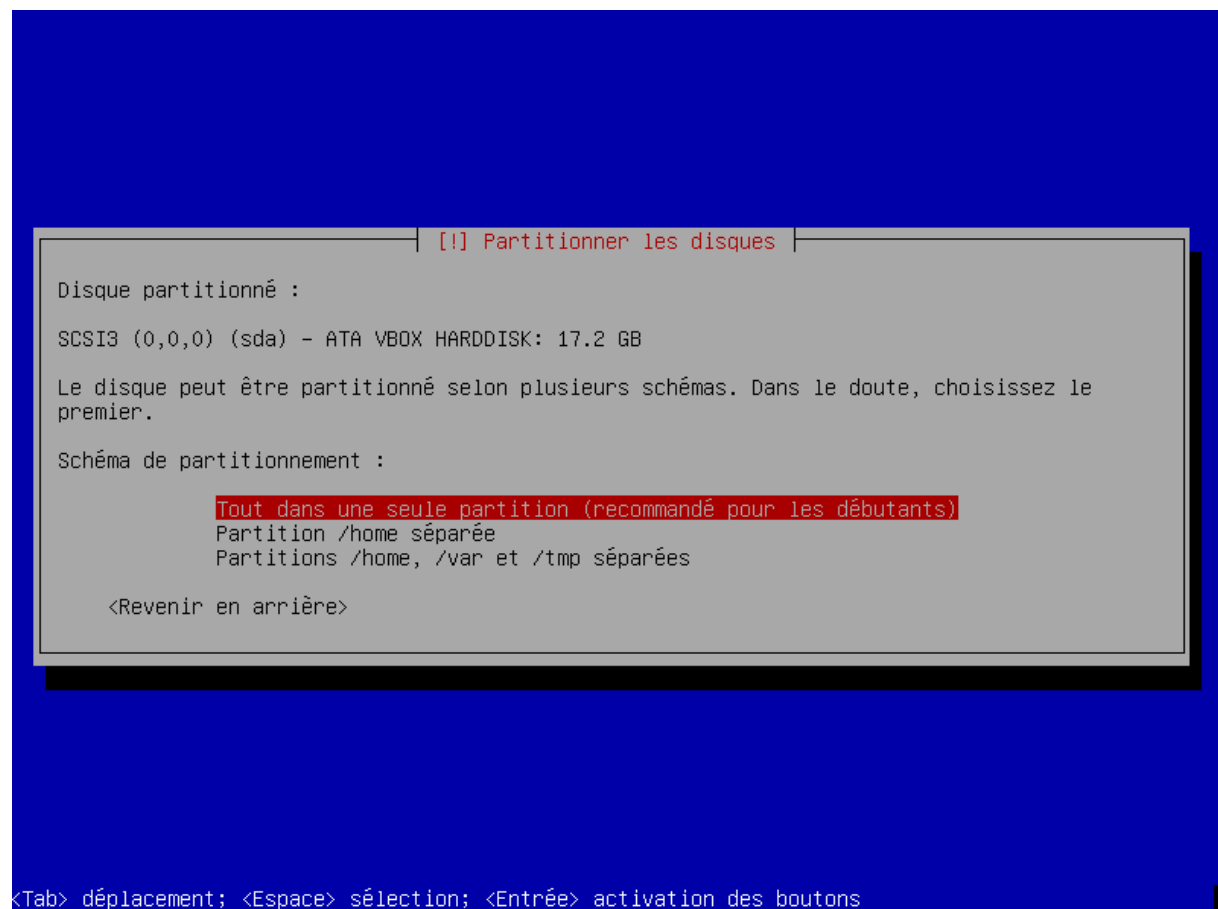 [!] Partitionner les disques
Disque partitionné :
SCSI3 (0,0,0) (sda) – ATA VBOX HARDDISK: 17.2 GB
Le disque peut être partitionné selon plusieurs schémas. Dans le doute, choisissez le
premier.
Schéma de partitionnement :
Tout dans une seule partition (recommandé pour les débutants)
Partition /home séparée
Partitions /home, /var et /tmp séparées
<Revenir en arrière>
<Tab> déplacement; <Espace> sélection; <Entrée> activation des boutons